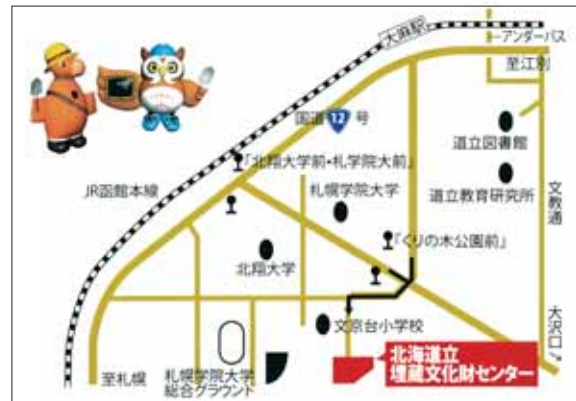 大麻駅
アンダーパス
至江別
国道12号
道立図書館
「北翔大学前・札学院大前」
JR函館本線
札幌学院大学
道立教育研究所
文教通
「くりの木公園前」
北翔大学
大沢口
文京台小学校
至札幌
札幌学院大学
総合グラウンド
北海道立
埋蔵文化財センター